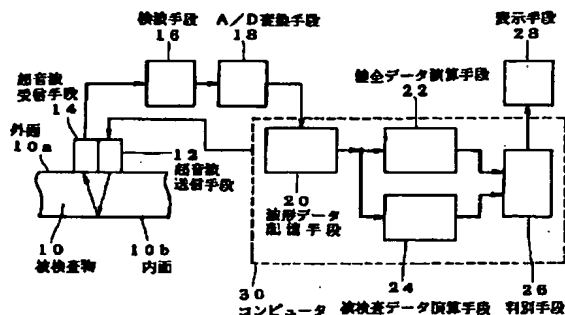 検波手段
16
A/D変換手段
18
表示手段
28
超音波
受信手段
14
健全データ演算手段
22
外面
10a
12
超音波
送信手段
20
波形データ
記憶手段
10
被検査物
10b
内面
30
コンピュータ
24
被検査データ演算手段
26
判別手段